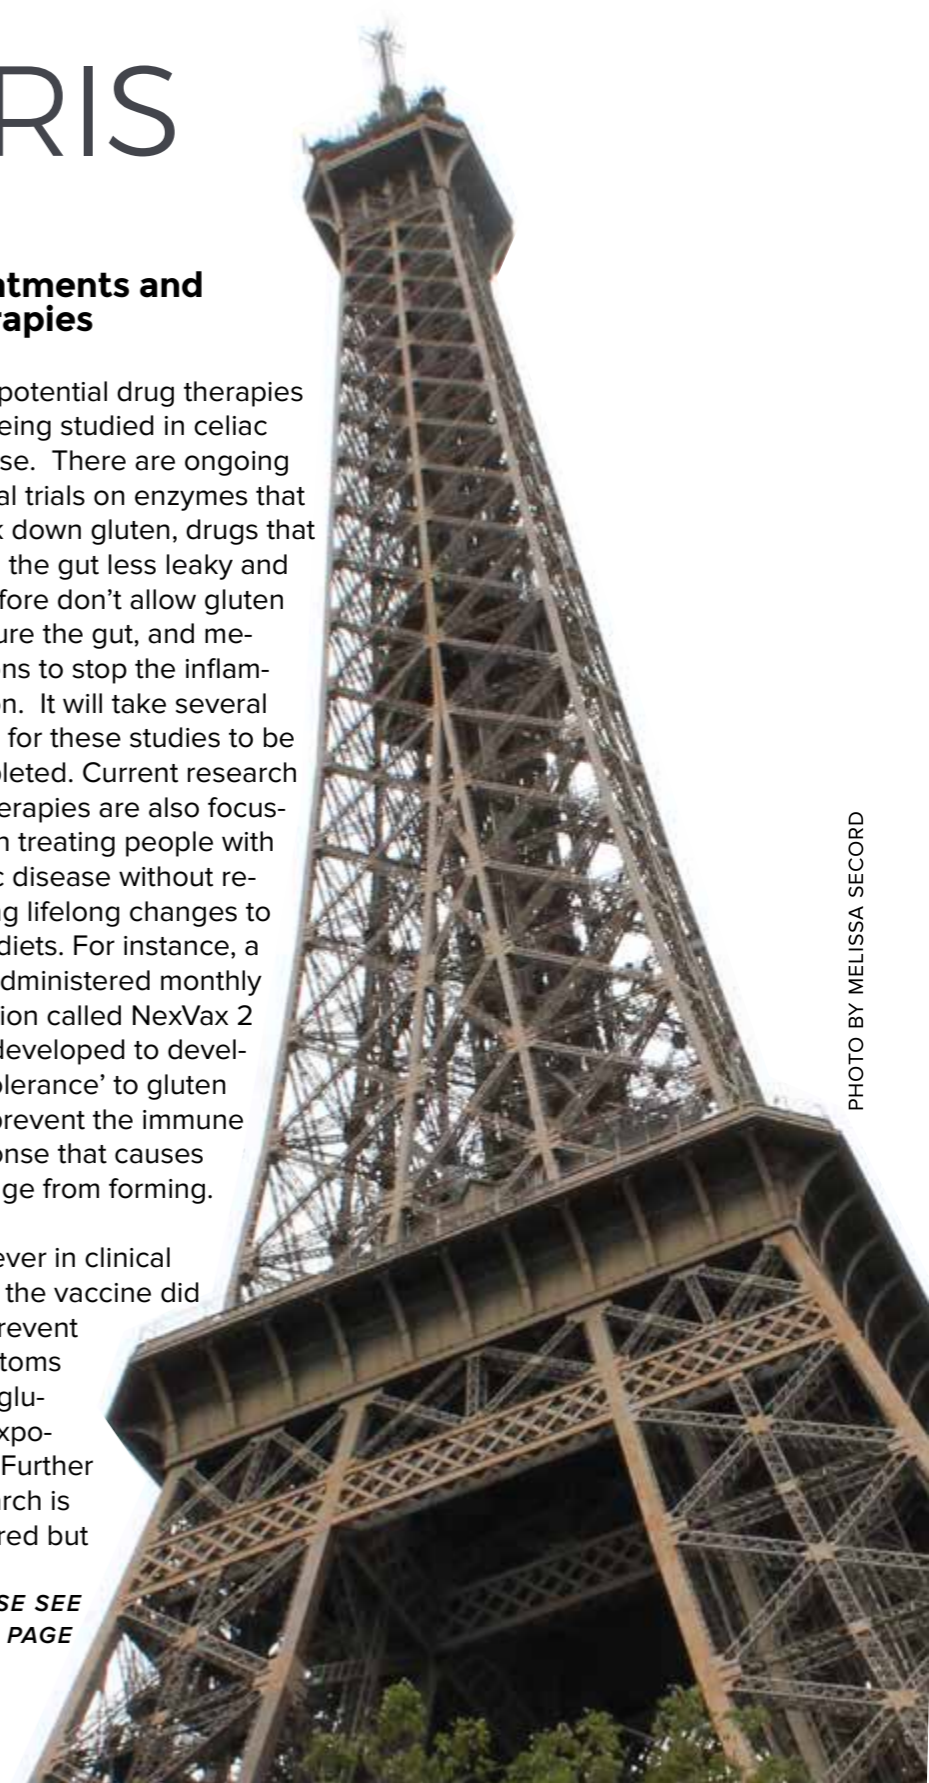 RIS
atments and
rapies
potential drug therapies
eing studied in celiac
se. There are ongoing
al trials on enzymes that
k down gluten, drugs that
the gut less leaky and
fore don’t allow gluten
ure the gut, and me-
ns to stop the inflam-
n. It will take several
for these studies to be
leted. Current research
erapies are also focus-
n treating people with
c disease without re-
ng lifelong changes to
diets. For instance, a
dministered monthly
ion called NexVax 2
developed to devel-
olerance’ to gluten
prevent the immune
onse that causes
ge from forming.
ever in clinical
the vaccine did
revent
toms
glu-
xpo-
Further
arch is
red but
SE SEE
PAGE
PHOTO BY MELISSA SECORD